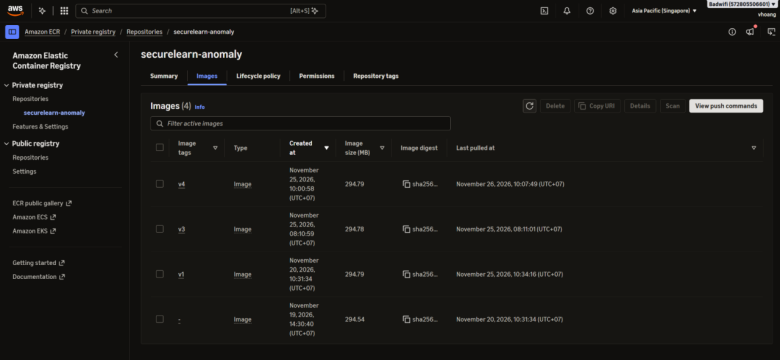 aws
Search
[Alt+S]
Asia Pacific (Singapore)
Badwifi (572805506601)
vhoang
Amazon ECR > Private registry > Repositories > securelearn-anomaly
Amazon Elastic
Container Registry
Private registry
Repositories
securelearn-anomaly
Features & Settings
Public registry
Repositories
Settings
ECR public gallery
Amazon ECS
Amazon EKS
Getting started
Documentation
securelearn-anomaly
Summary Images Lifecycle policy Permissions Repository tags
Images (4) Info
Delete Copy URI Details Scan View push commands
Filter active images
Image tags Type Created at Image size (MB) Image digest Last pulled at
v4 Image November 25, 2026, 10:00:58 (UTC+07) 294.79 sha256... November 26, 2026, 10:07:49 (UTC+07)
v3 Image November 25, 2026, 08:10:59 (UTC+07) 294.78 sha256... November 25, 2026, 08:11:01 (UTC+07)
v1 Image November 20, 2026, 10:31:34 (UTC+07) 294.79 sha256... November 25, 2026, 10:34:16 (UTC+07)
- Image November 19, 2026, 14:30:40 (UTC+07) 294.54 sha256... November 20, 2026, 10:31:34 (UTC+07)